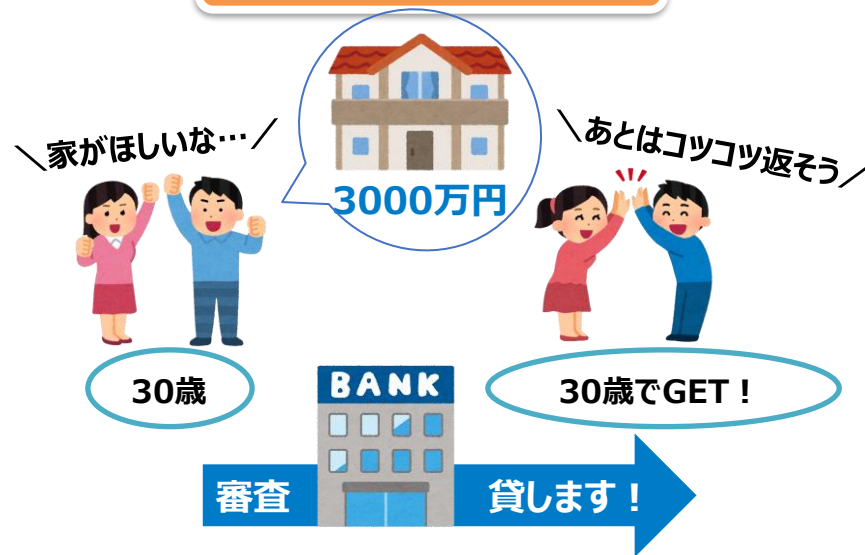 ＼家がほしいな…／
3000万円
＼あとはコツコツ返そう／
30歳
BANK
30歳でGET！
審査
貸します！